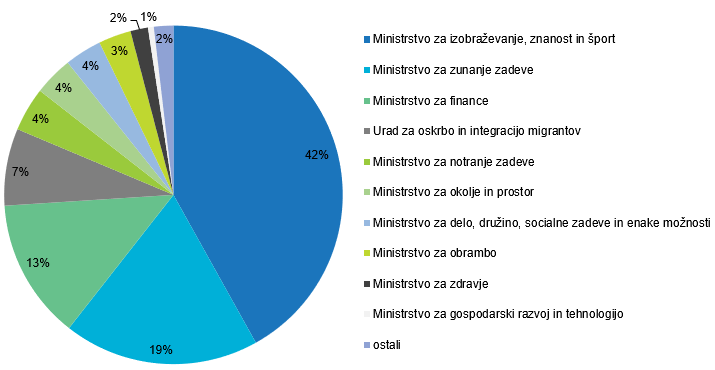 2%
1%
2%
3%
4%
4%
4%
7%
13%
19%
42%
Ministrstvo za izobraževanje, znanost in šport
Ministrstvo za zunanje zadeve
Ministrstvo za finance
Urad za oskrbo in integracijo migrantov
Ministrstvo za notranje zadeve
Ministrstvo za okolje in prostor
Ministrstvo za delo, družino, socialne zadeve in enake možnosti
Ministrstvo za obrambo
Ministrstvo za zdravje
Ministrstvo za gospodarski razvoj in tehnologijo
ostali